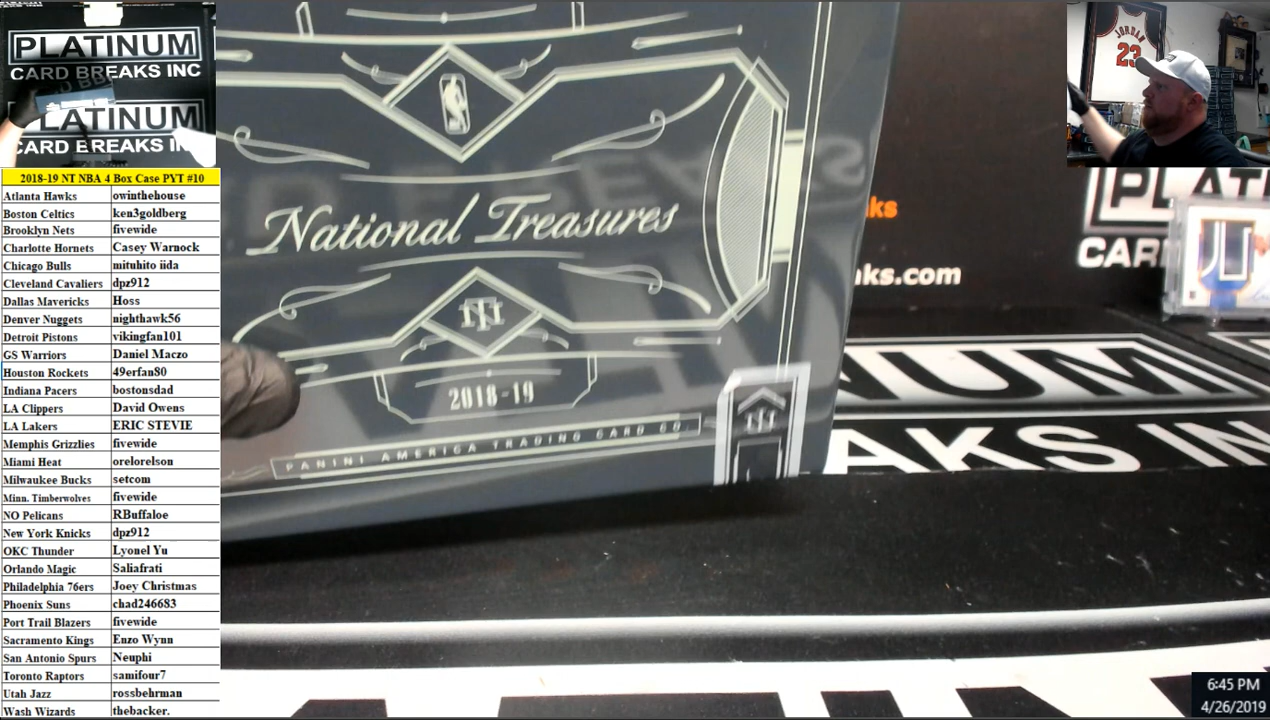 PLATINUM
CARD BREAKS INC
PLATINUM
CARD BREAKS IN
2018-19 NT NBA 4 Box Case PYT #10
Atlanta Hawks owinthehouse
Boston Celtics ken3goldberg
Brooklyn Nets fivewide
Charlotte Hornets Casey Warnock
Chicago Bulls mituhito iida
Cleveland Cavaliers dpz912
Dallas Mavericks Hoss
Denver Nuggets nighthawk56
Detroit Pistons vikingfan101
GS Warriors Daniel Maczo
Houston Rockets 49erfan80
Indiana Pacers bostonsdad
LA Clippers David Owens
LA Lakers ERIC STEVIE
Memphis Grizzlies fivewide
Miami Heat orelorelson
Milwaukee Bucks setcom
Minn. Timberwolves fivewide
NO Pelicans RBuffaloe
New York Knicks dpz912
OKC Thunder Lyonel Yu
Orlando Magic Saliafrati
Philadelphia 76ers Joey Christmas
Phoenix Suns chad246683
Port Trail Blazers fivewide
Sacramento Kings Enzo Wynn
San Antonio Spurs Neuphi
Toronto Raptors samifour7
Utah Jazz rossbehrman
Wash Wizards thebacker.
National Treasures
NT
2018-19
PANINI AMERICA TRADING CARD CO.
JORDAN
23
ks
ks.com
PLAT
CAR
NUM
AKS IN
6:45 PM
4/26/2019